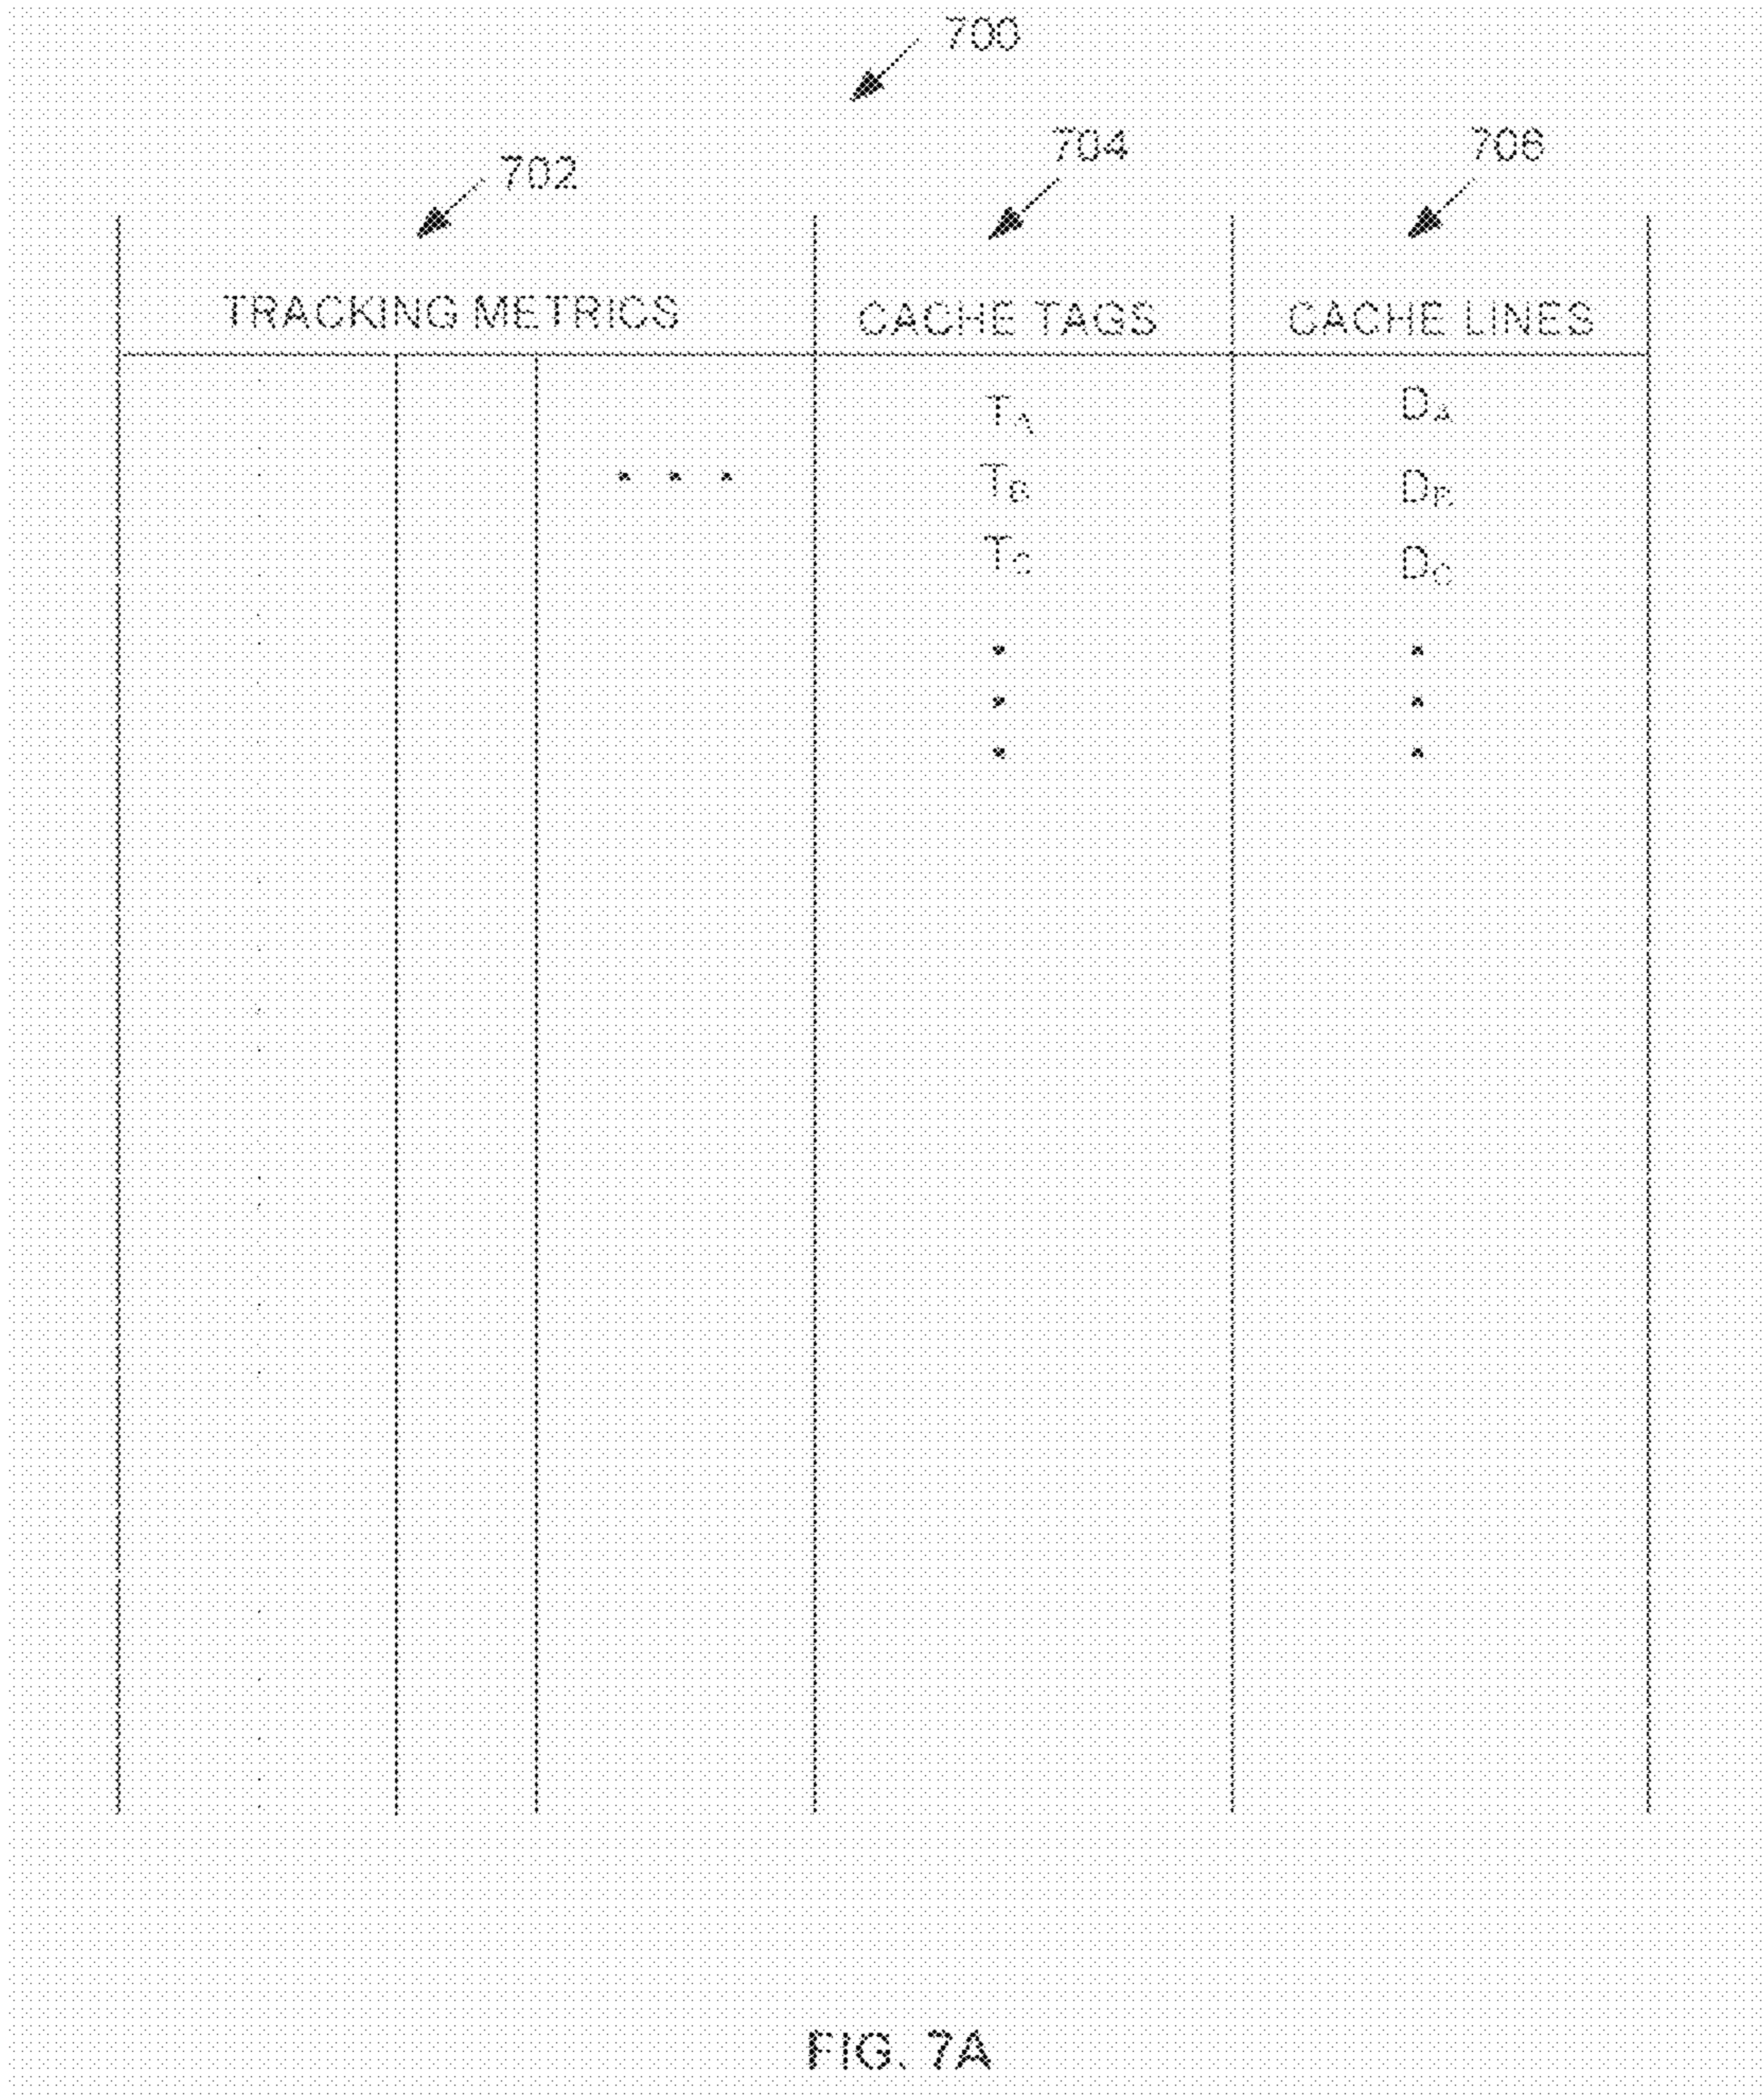 700
702 704 706
TRACKING METRICS CACHE TAGS CACHE LINES
TA DA
. . . TB DB
TC DC
FIG. 7A